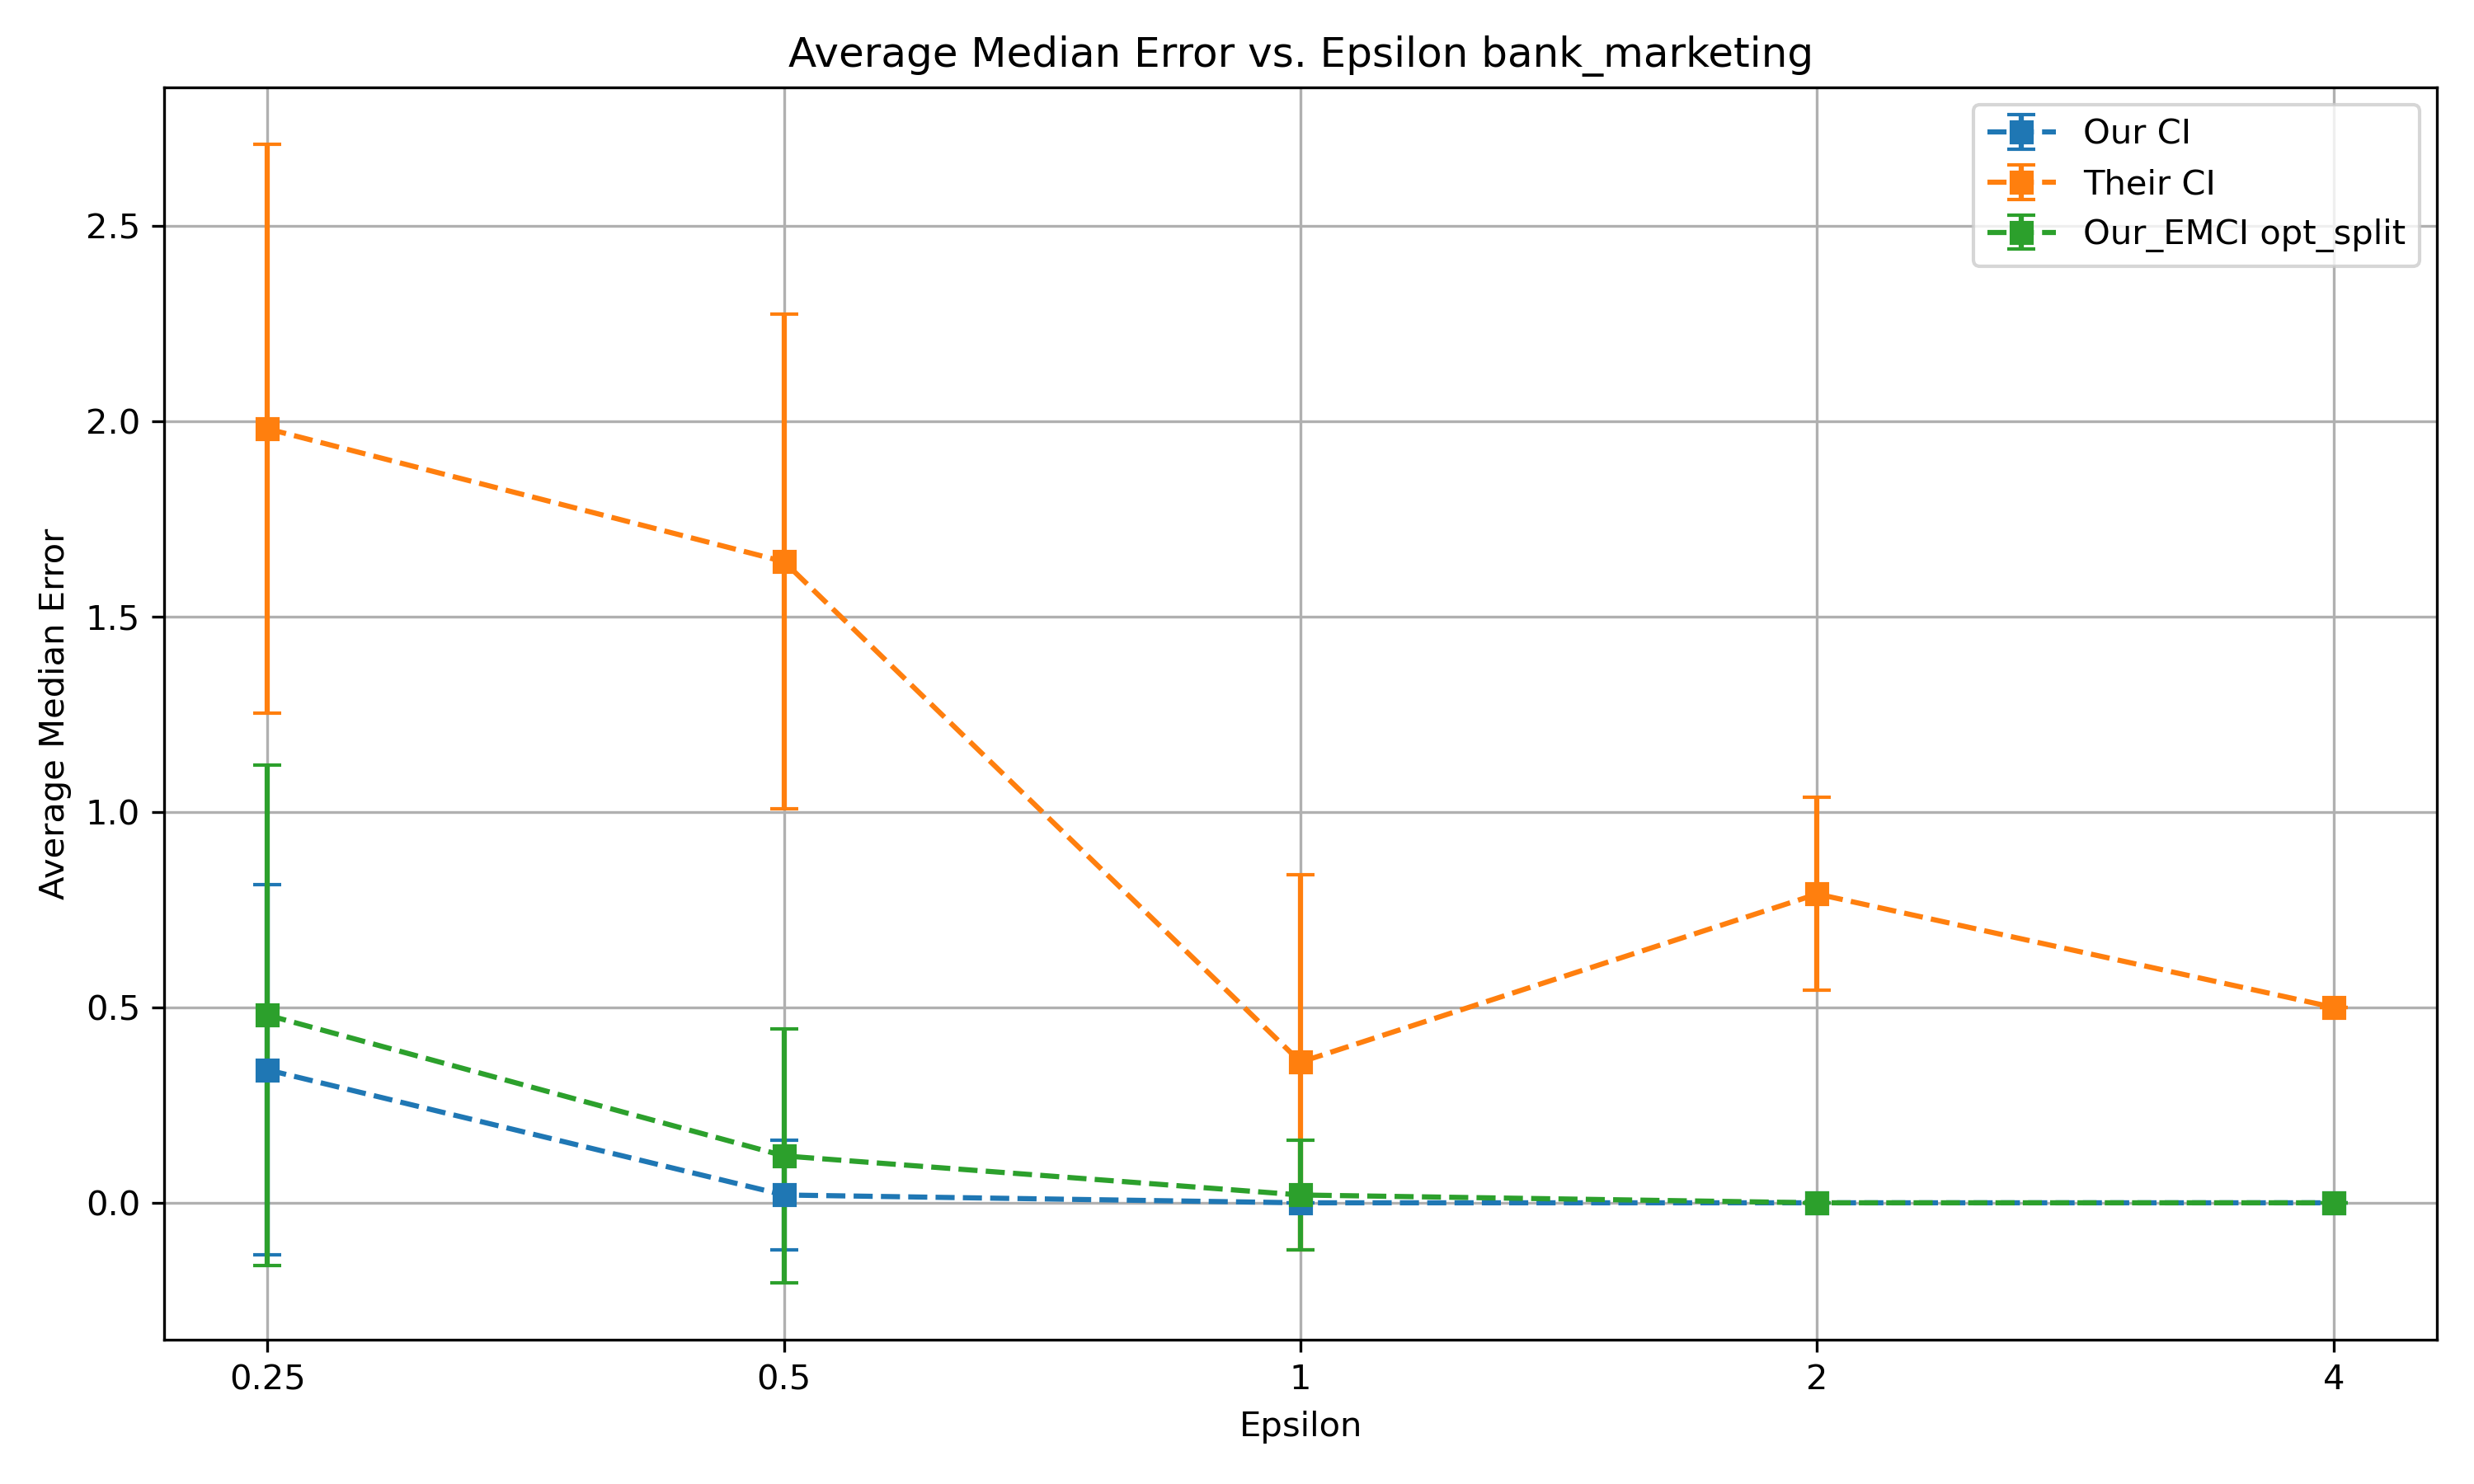 Average Median Error vs. Epsilon bank_marketing
Our CI
Their CI
Our_EMCI opt_split
Average Median Error
2.5
2.0
1.5
1.0
0.5
0.0
0.25 0.5 1 2 4
Epsilon